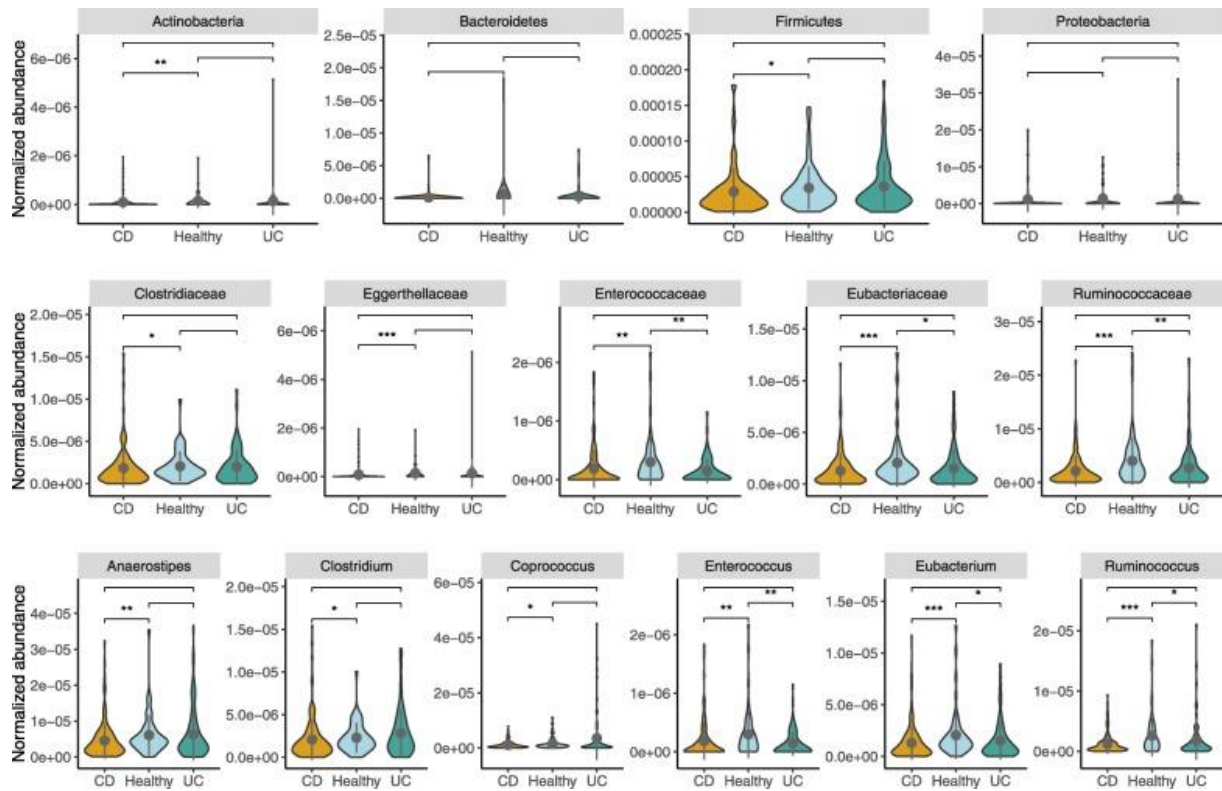 Actinobacteria
Bacteroidetes
Firmicutes
Proteobacteria
Normalized abundance
6e-06
4e-06
2e-06
0e+00
**
CD Healthy UC
2.5e-05
2.0e-05
1.5e-05
1.0e-05
5.0e-06
0.0e+00
CD Healthy UC
0.00025
0.00020
0.00015
0.00010
0.00005
0.00000
*
CD Healthy UC
4e-05
3e-05
2e-05
1e-05
0e+00
CD Healthy UC
Clostridiaceae
Eggerthellaceae
Enterococcaceae
Eubacteriaceae
Ruminococcaceae
Normalized abundance
2.0e-05
1.5e-05
1.0e-05
5.0e-06
0.0e+00
*
CD Healthy UC
6e-06
4e-06
2e-06
0e+00
***
CD Healthy UC
2e-06
1e-06
0e+00
** **
CD Healthy UC
1.5e-05
1.0e-05
5.0e-06
0.0e+00
*** *
CD Healthy UC
3e-05
2e-05
1e-05
0e+00
*** **
CD Healthy UC
Anaerostipes
Clostridium
Coprococcus
Enterococcus
Eubacterium
Ruminococcus
Normalized abundance
4e-05
3e-05
2e-05
1e-05
0e+00
**
CD Healthy UC
2.0e-05
1.5e-05
1.0e-05
5.0e-06
0.0e+00
*
CD Healthy UC
6e-05
4e-05
2e-05
0e+00
*
CD Healthy UC
2e-06
1e-06
0e+00
** **
CD Healthy UC
1.5e-05
1.0e-05
5.0e-06
0.0e+00
*** *
CD Healthy UC
2e-05
1e-05
0e+00
*** *
CD Healthy UC